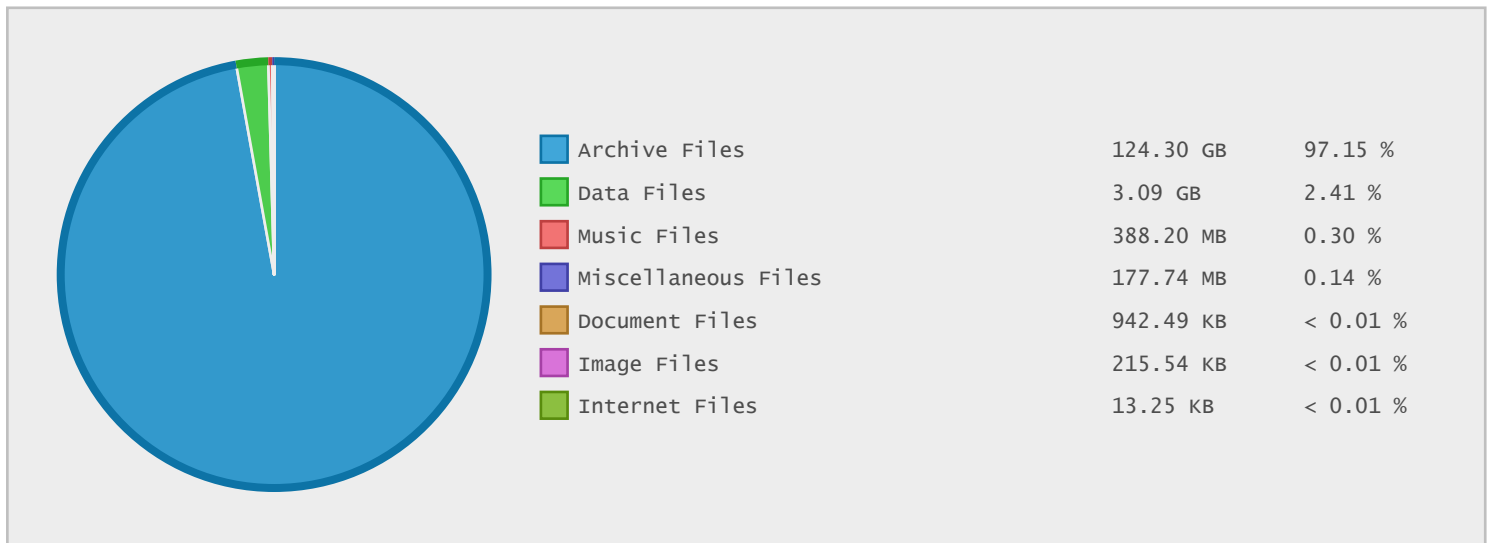 Archive Files 124.30 GB 97.15 %
Data Files 3.09 GB 2.41 %
Music Files 388.20 MB 0.30 %
Miscellaneous Files 177.74 MB 0.14 %
Document Files 942.49 KB < 0.01 %
Image Files 215.54 KB < 0.01 %
Internet Files 13.25 KB < 0.01 %